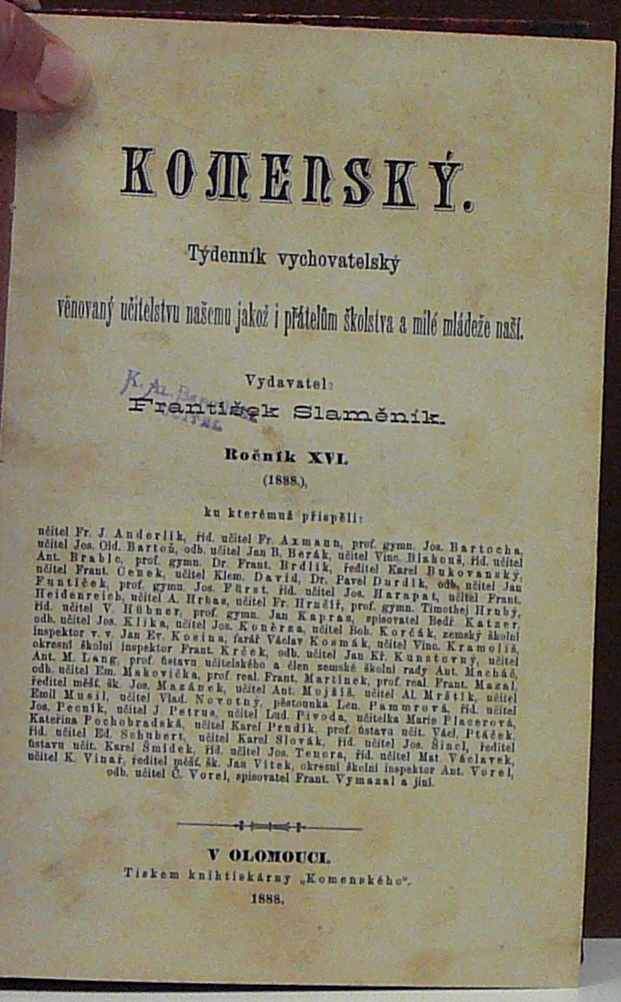 KOMENSKÝ.
Týdenník vychovatelský
věnovaný učitelstvu našemu jakož i přátelům školstva a milé mládeže naší.
Vydavatel:
K. Al.
František Slaměník.
Ročník XVI.
(1888.),
ku kterémuž přispěli:
učitel Fr. J. Anderlik, říd. učitel Fr. Axmann, prof. gymn. Jos. Bartocha,
učitel Jos. Old. Bartoň, odb. učitel Jan B. Berák, učitel Vinc. Blahouš, říd. učitel
Ant. Brablc, prof. gymn. Dr. Frant. Brdlík, ředitel Karel Bukovanský,
učitel Frant. Čeněk, učitel Klem. David, Dr. Pavel Durdík, odb. učitel Jan
Funtíček, prof. gymn. Jos. Fürst, říd. učitel Jos. Harapat, učitel Frant.
Heidenreich, učitel A. Hrbas, učitel Fr. Hrnčíř, prof. gymn. Timothej Hrubý,
říd. učitel V. Hübner, prof. gymn. Jan Kapras, spisovatel Bedř. Katzer,
odb. učitel Jos. Klika, učitel Jos. Koněrza, učitel Boh. Korčák, zemský školní
inspektor v. v. Jan Ev. Kosina, farář Václav Kosmák, učitel Vinc. Kramoliš,
okresní školní inspektor Frant. Krček, odb. učitel Jan Kř. Kunstovný, učitel
Ant. M. Lang, prof. ústavu učitelského a člen zemské školní rady Ant. Macháč,
odb. učitel Em. Makovička, prof real. Frant. Martinek, prof. real. Frant. Mazal,
ředitel měšť. šk. Jos. Mazánek, učitel Ant. Mojžíš, učitel Al. Mrštík, učitel
Emil Musil, učitel Vlad. Novotný, pěstounka Len. Pammrová, říd. učitel
Jos. Pecník, učitel J Petrus, učitel Lud. Pivoda, učitelka Marie Placerová,
Kateřina Pochobradská, učitel Karel Prudík, prof. ústavu učit. Václ. Ptáček,
říd. učitel Ed. Schubert, učitel Karel Slovák, říd. učitel Jos. Šincl, ředitel
ústavu učit. Karel Šmídek, říd. učitel Jos. Tenora, říd. učitel Mat. Václavek,
učitel K. Vinař, ředitel měšť. šk. Jan Vitek, okresní školní inspektor Ant. Vorel,
odb. učitel Č. Vorel, spisovatel Frant. Vymazal a jiní.
V OLOMOUCI.
Tiskem knihtiskárny „Komenského".
1888.